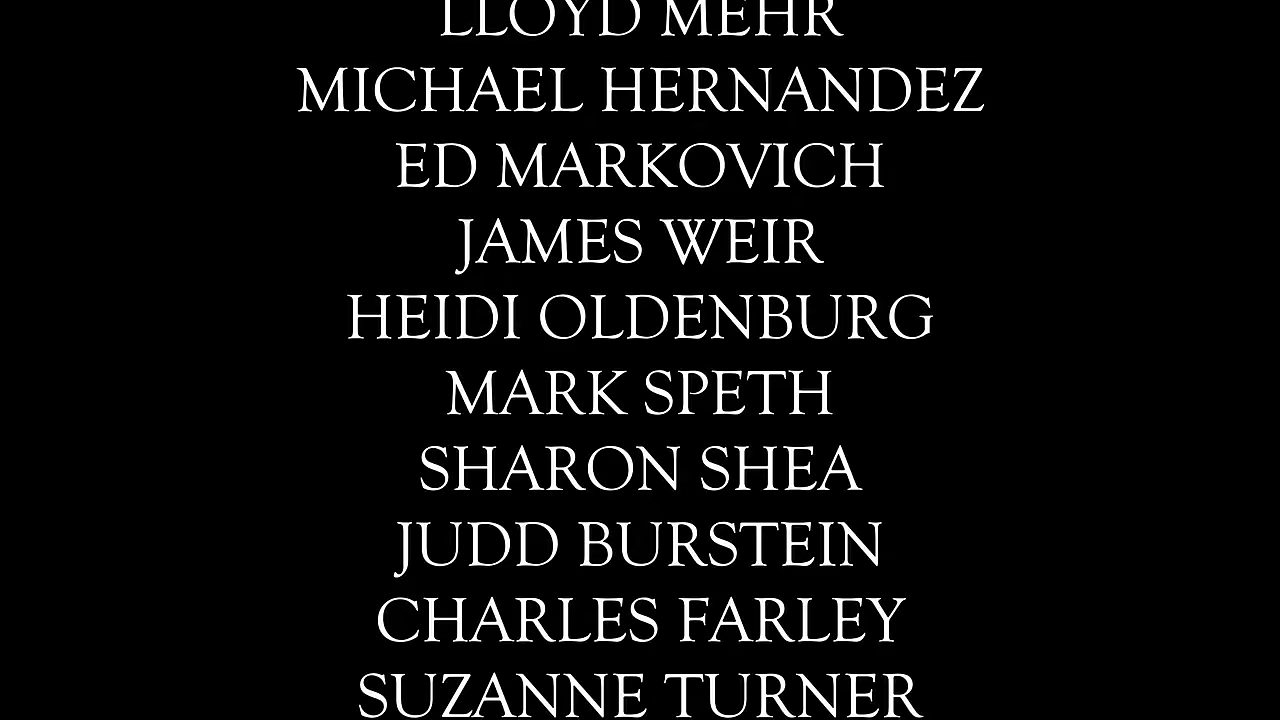 LLOYD MEHR
MICHAEL HERNANDEZ
ED MARKOVICH
JAMES WEIR
HEIDI OLDENBURG
MARK SPETH
SHARON SHEA
JUDD BURSTEIN
CHARLES FARLEY
SUZANNE TURNER